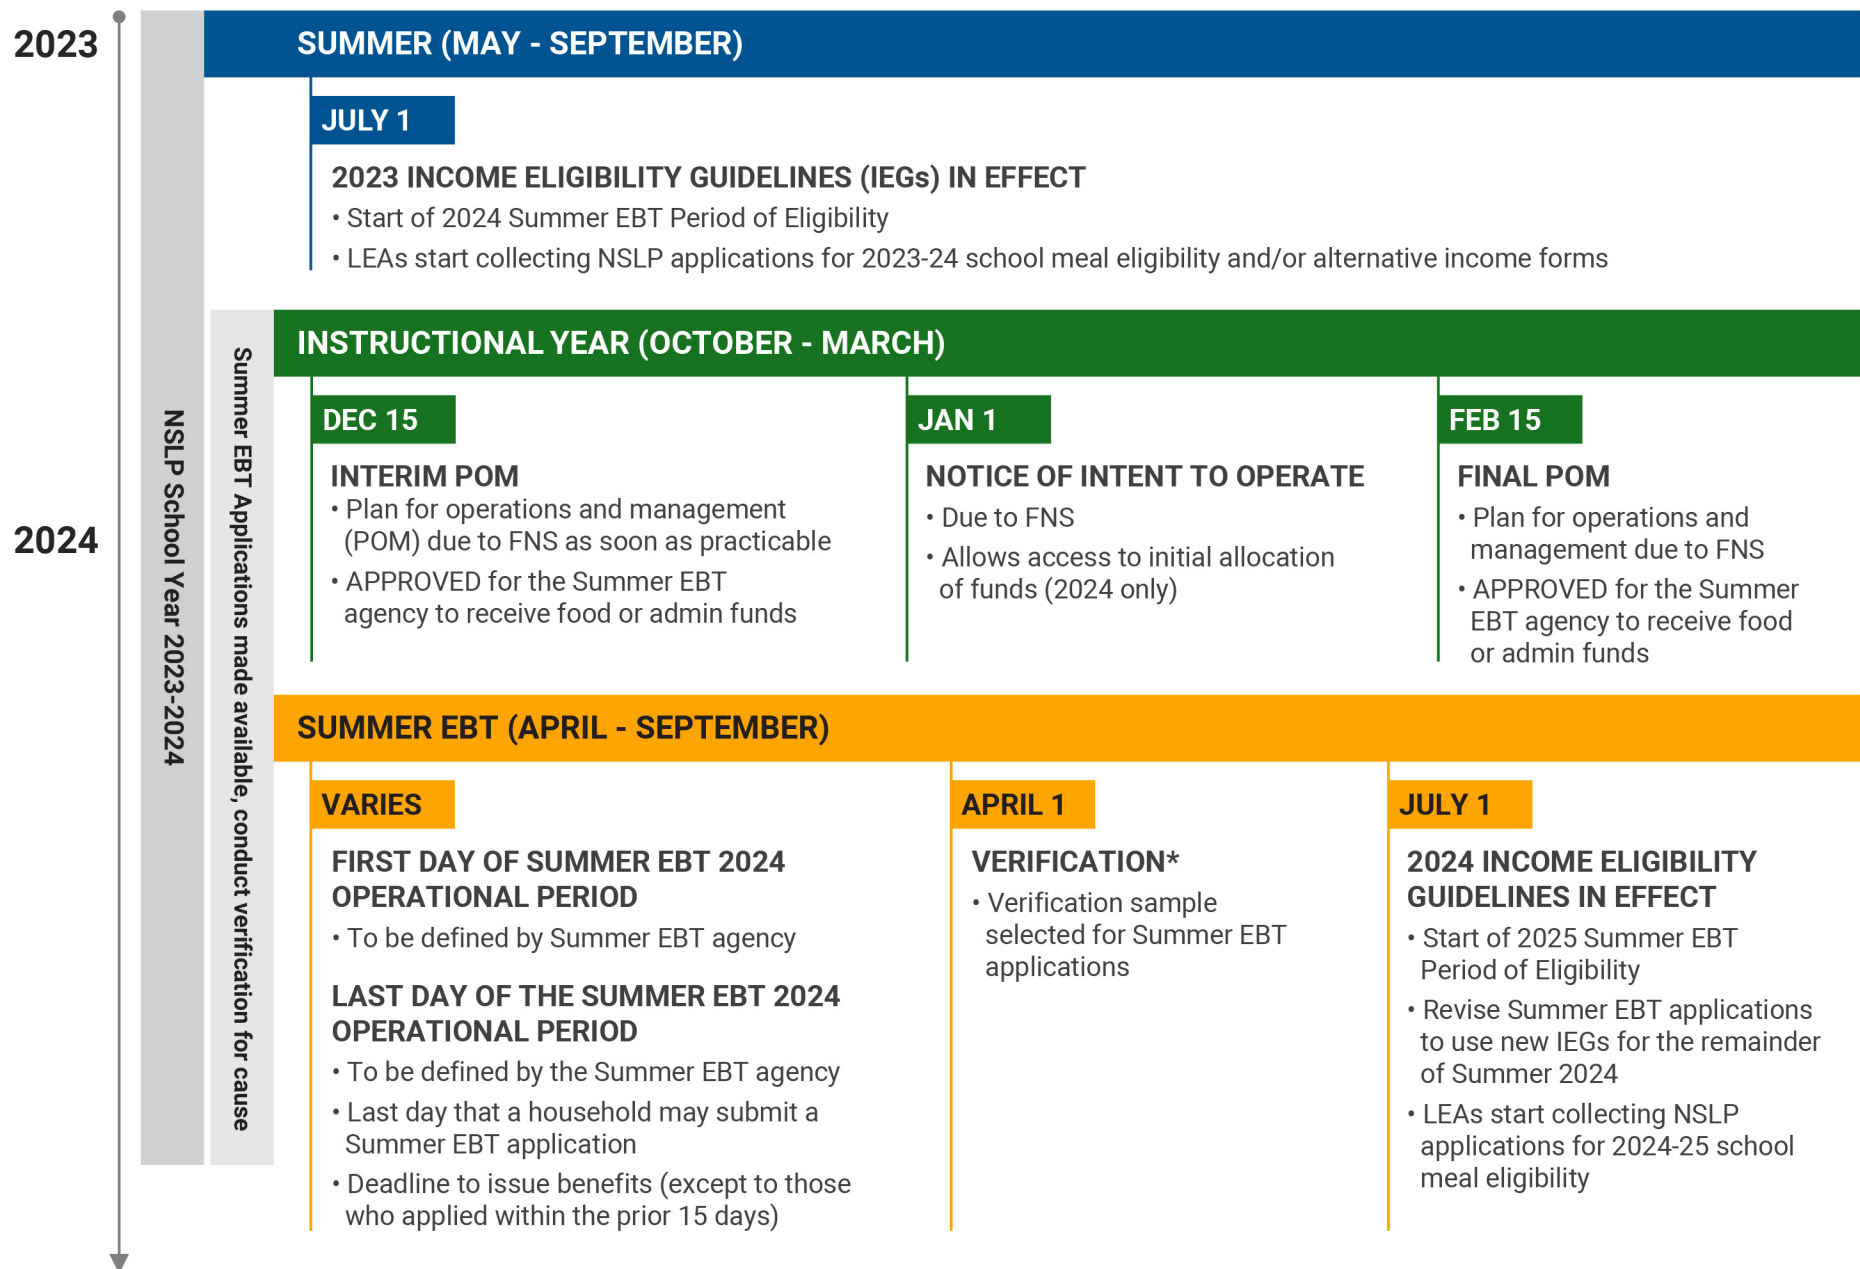 2023
SUMMER (MAY - SEPTEMBER)
JULY 1
2023 INCOME ELIGIBILITY GUIDELINES (IEGs) IN EFFECT
• Start of 2024 Summer EBT Period of Eligibility
• LEAs start collecting NSLP applications for 2023-24 school meal eligibility and/or alternative income forms
NSLP School Year 2023-2024
Summer EBT Applications made available, conduct verification for cause
2024
INSTRUCTIONAL YEAR (OCTOBER - MARCH)
DEC 15
INTERIM POM
• Plan for operations and management
(POM) due to FNS as soon as practicable
• APPROVED for the Summer EBT
agency to receive food or admin funds
JAN 1
NOTICE OF INTENT TO OPERATE
• Due to FNS
• Allows access to initial allocation
of funds (2024 only)
FEB 15
FINAL POM
• Plan for operations and
management due to FNS
• APPROVED for the Summer
EBT agency to receive food
or admin funds
SUMMER EBT (APRIL - SEPTEMBER)
VARIES
FIRST DAY OF SUMMER EBT 2024
OPERATIONAL PERIOD
• To be defined by Summer EBT agency
LAST DAY OF THE SUMMER EBT 2024
OPERATIONAL PERIOD
• To be defined by the Summer EBT agency
• Last day that a household may submit a
Summer EBT application
• Deadline to issue benefits (except to those
who applied within the prior 15 days)
APRIL 1
VERIFICATION*
• Verification sample
selected for Summer EBT
applications
JULY 1
2024 INCOME ELIGIBILITY
GUIDELINES IN EFFECT
• Start of 2025 Summer EBT
Period of Eligibility
• Revise Summer EBT applications
to use new IEGs for the remainder
of Summer 2024
• LEAs start collecting NSLP
applications for 2024-25 school
meal eligibility